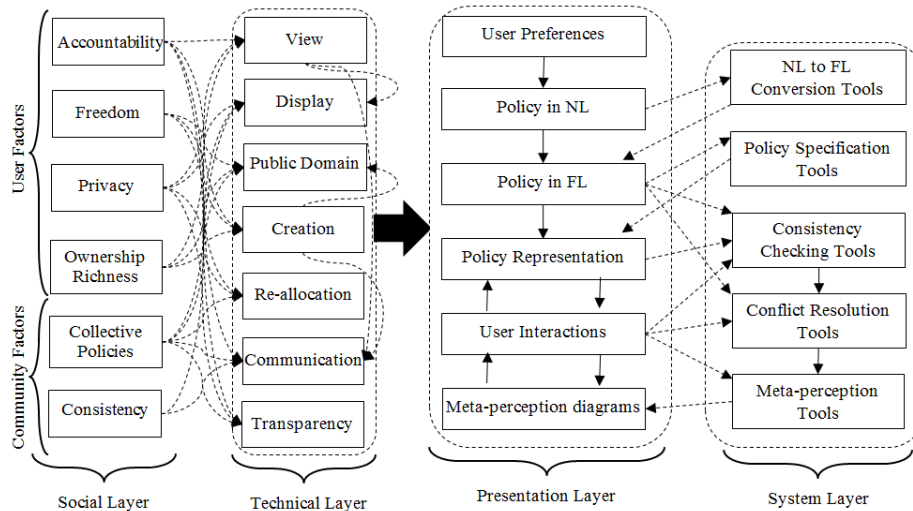 User Factors
Community Factors
Accountability
Freedom
Privacy
Ownership
Richness
Collective
Policies
Consistency
Social Layer
View
Display
Public Domain
Creation
Re-allocation
Communication
Transparency
Technical Layer
User Preferences
Policy in NL
Policy in FL
Policy Representation
User Interactions
Meta-perception diagrams
Presentation Layer
NL to FL
Conversion Tools
Policy Specification
Tools
Consistency
Checking Tools
Conflict Resolution
Tools
Meta-perception
Tools
System Layer